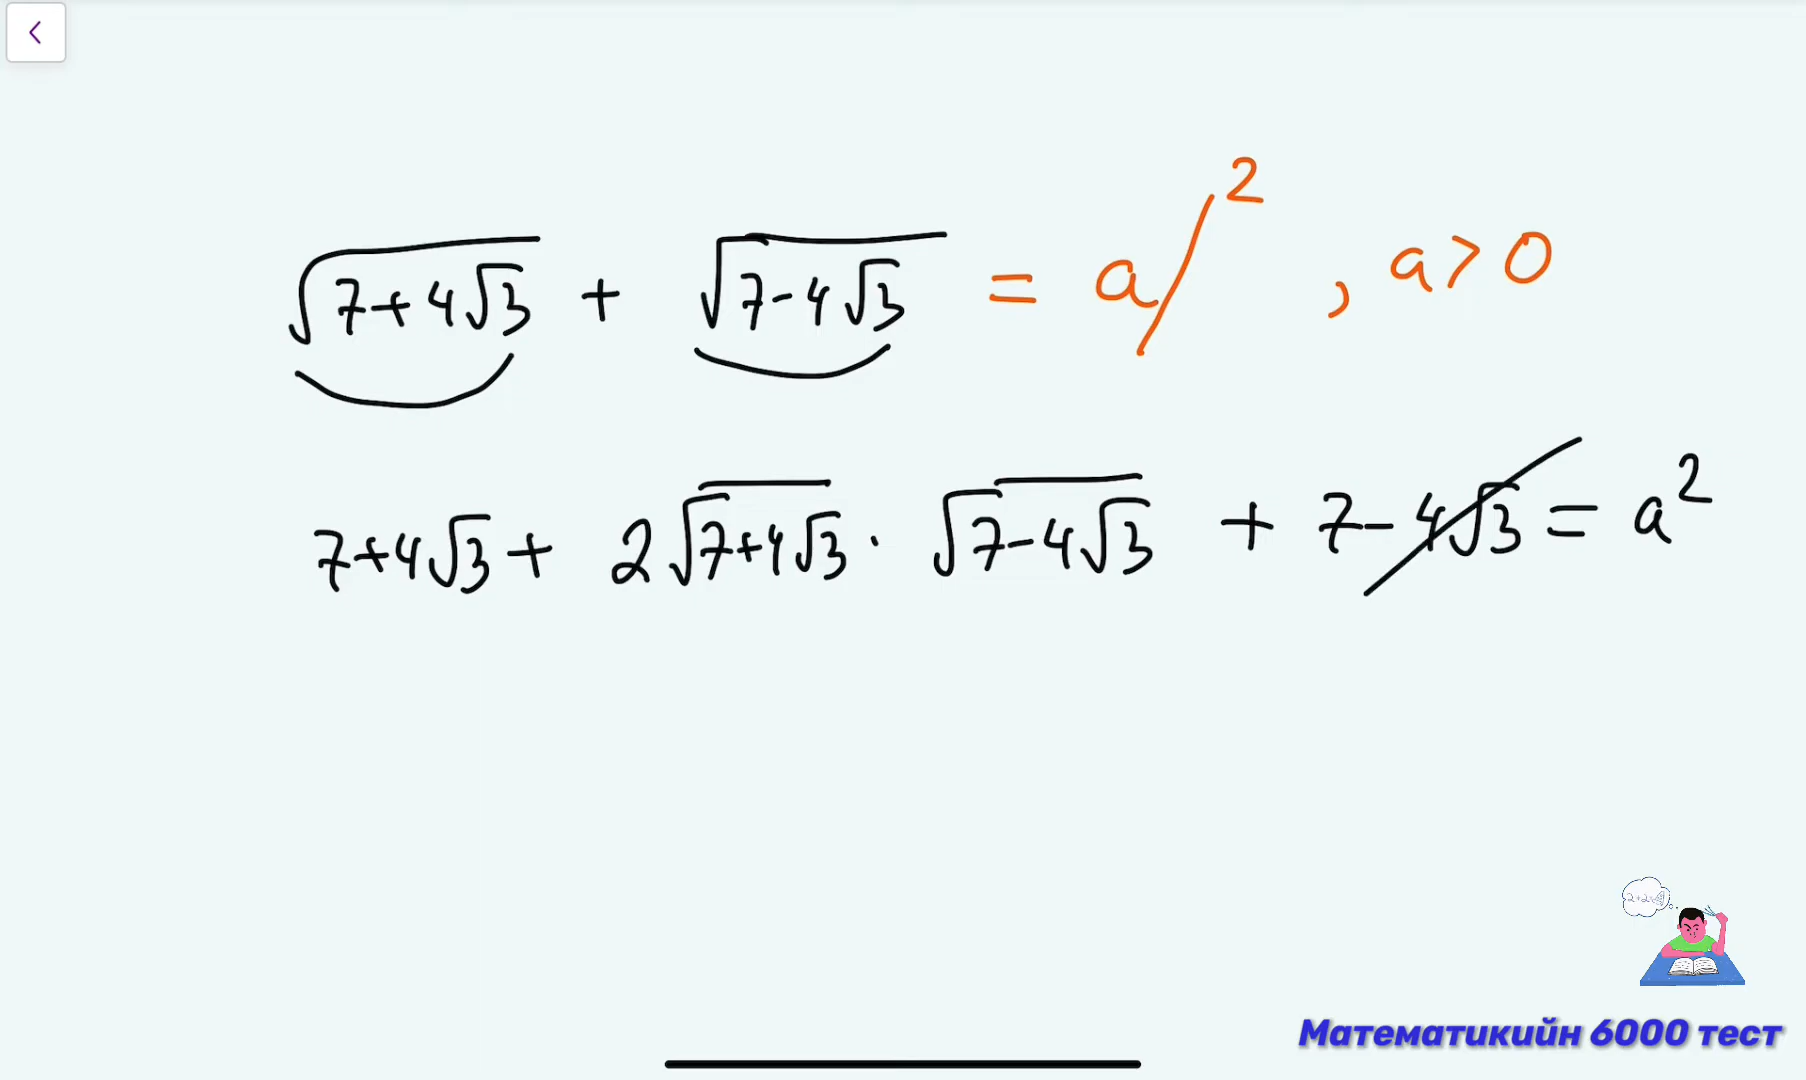 √(7+4√3) + √(7-4√3) = a /² , a > 0
7+4√3 + 2√(7+4√3) · √(7-4√3) + 7-4√3 = a²
Математикийн 6000 тест